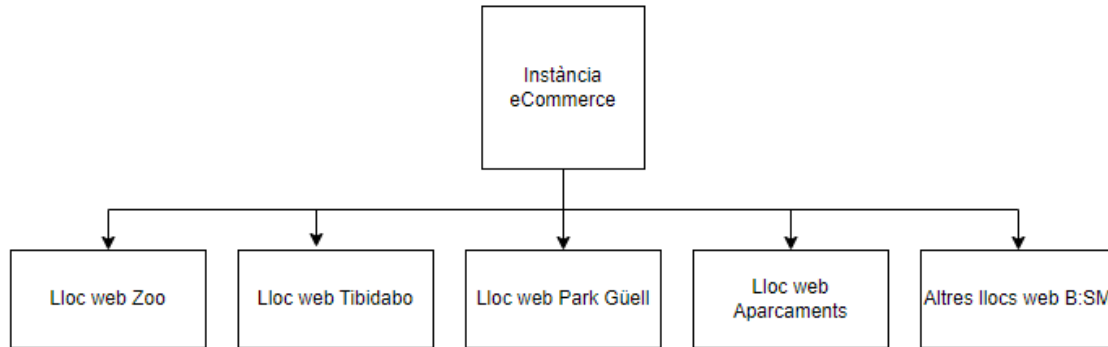 Instància
eCommerce
Lloc web Zoo
Lloc web Tibidabo
Lloc web Park Güell
Lloc web
Aparcaments
Altres llocs web B:SM